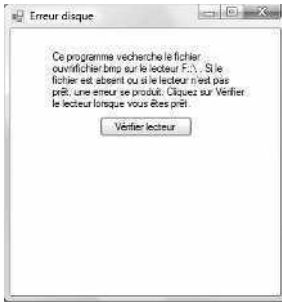 Erreur disque
Ce programme vecherche le fichier
ouvrifichier.bmp sur le lecteur F:\ . Si le
fichier est absent ou si le lecteur n'est pas
prêt, une erreur se produit. Cliquez sur Vérifier
le lecteur lorsque vous êtes prêt.
Vérifier lecteur